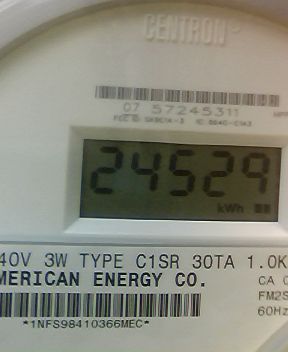 CENTRON
07 57245311
24529
kWh
40V 3W TYPE C1SR 30TA 1.0K
MERICAN ENERGY CO.
CA
FM2S
60Hz
*1NFS98410366MEC*